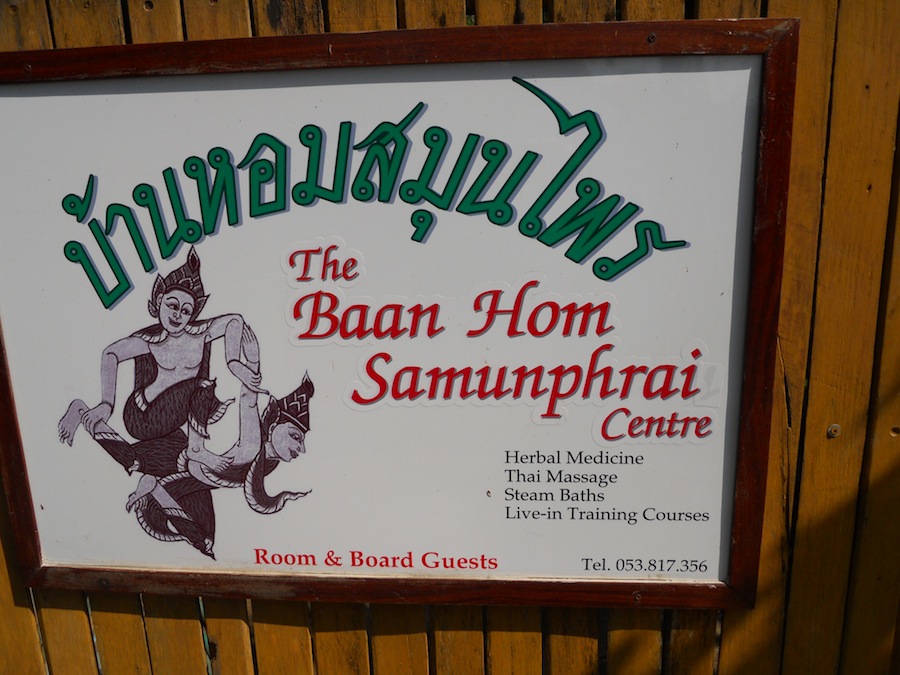 บ้านหอมสมุนไพร
The
Baan Hom
Samunphrai
Centre
Herbal Medicine
Thai Massage
Steam Baths
Live-in Training Courses
Room & Board Guests
Tel. 053.817.356